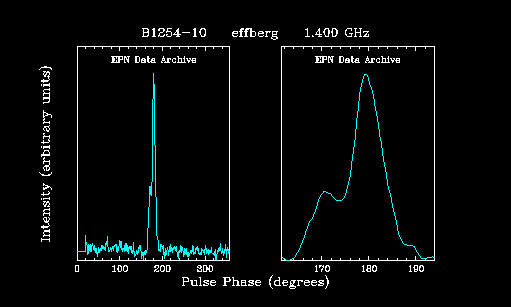 B1254-10 effberg 1.400 GHz
EPN Data Archive
EPN Data Archive
Intensity (arbitrary units)
0 100 200 300
170 180 190
Pulse Phase (degrees)